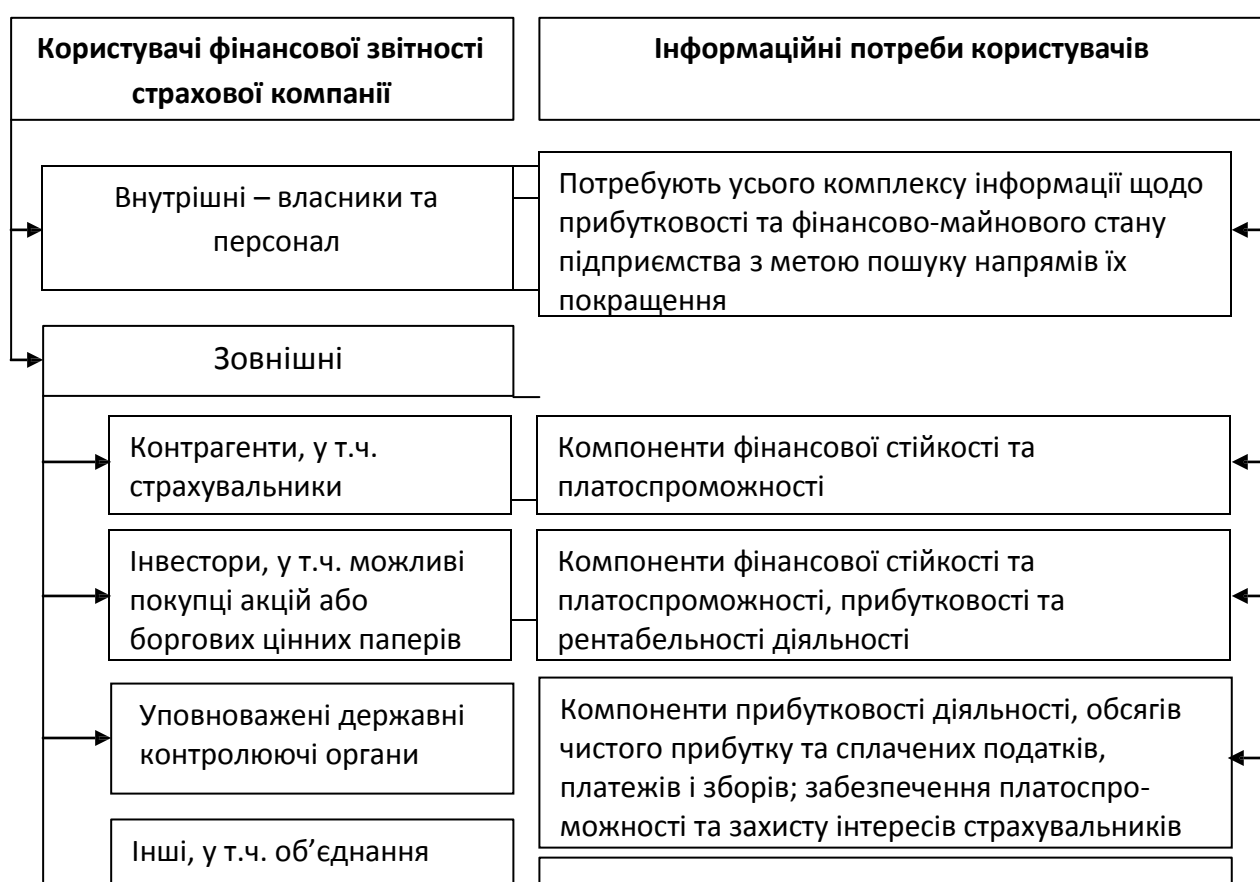 Користувачі фінансової звітності
страхової компанії
Інформаційні потреби користувачів
Внутрішні – власники та
персонал
Потребують усього комплексу інформації щодо
прибутковості та фінансово-майнового стану
підприємства з метою пошуку напрямів їх
покращення
Зовнішні
Контрагенти, у т.ч.
страхувальники
Компоненти фінансової стійкості та
платоспроможності
Інвестори, у т.ч. можливі
покупці акцій або
боргових цінних паперів
Компоненти фінансової стійкості та
платоспроможності, прибутковості та
рентабельності діяльності
Уповноважені державні
контролюючі органи
Компоненти прибутковості діяльності, обсягів
чистого прибутку та сплачених податків,
платежів і зборів; забезпечення платоспро-
можності та захисту інтересів страхувальників
Інші, у т.ч. об’єднання